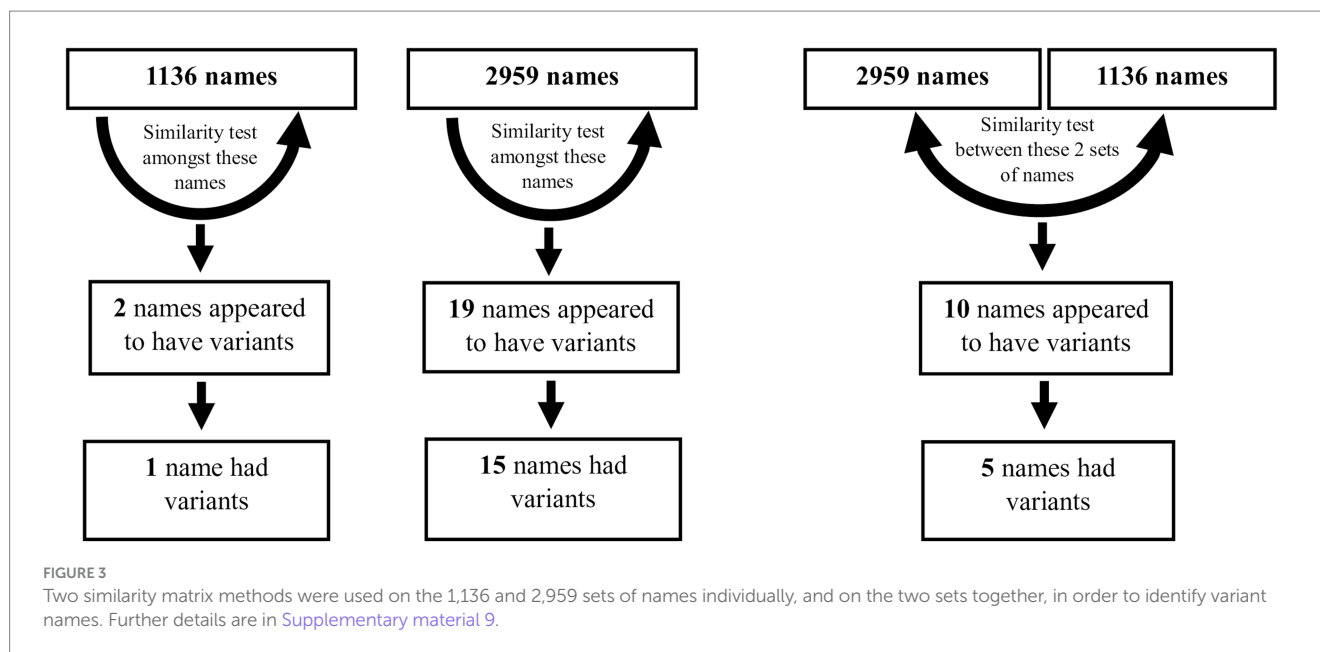 1136 names
Similarity test
amongst these
names
2 names appeared
to have variants
1 name had
variants
2959 names
Similarity test
amongst these
names
19 names appeared
to have variants
15 names had
variants
2959 names
1136 names
Similarity test
between these 2 sets
of names
10 names appeared
to have variants
5 names had
variants
FIGURE 3
Two similarity matrix methods were used on the 1,136 and 2,959 sets of names individually, and on the two sets together, in order to identify variant
names. Further details are in Supplementary material 9.